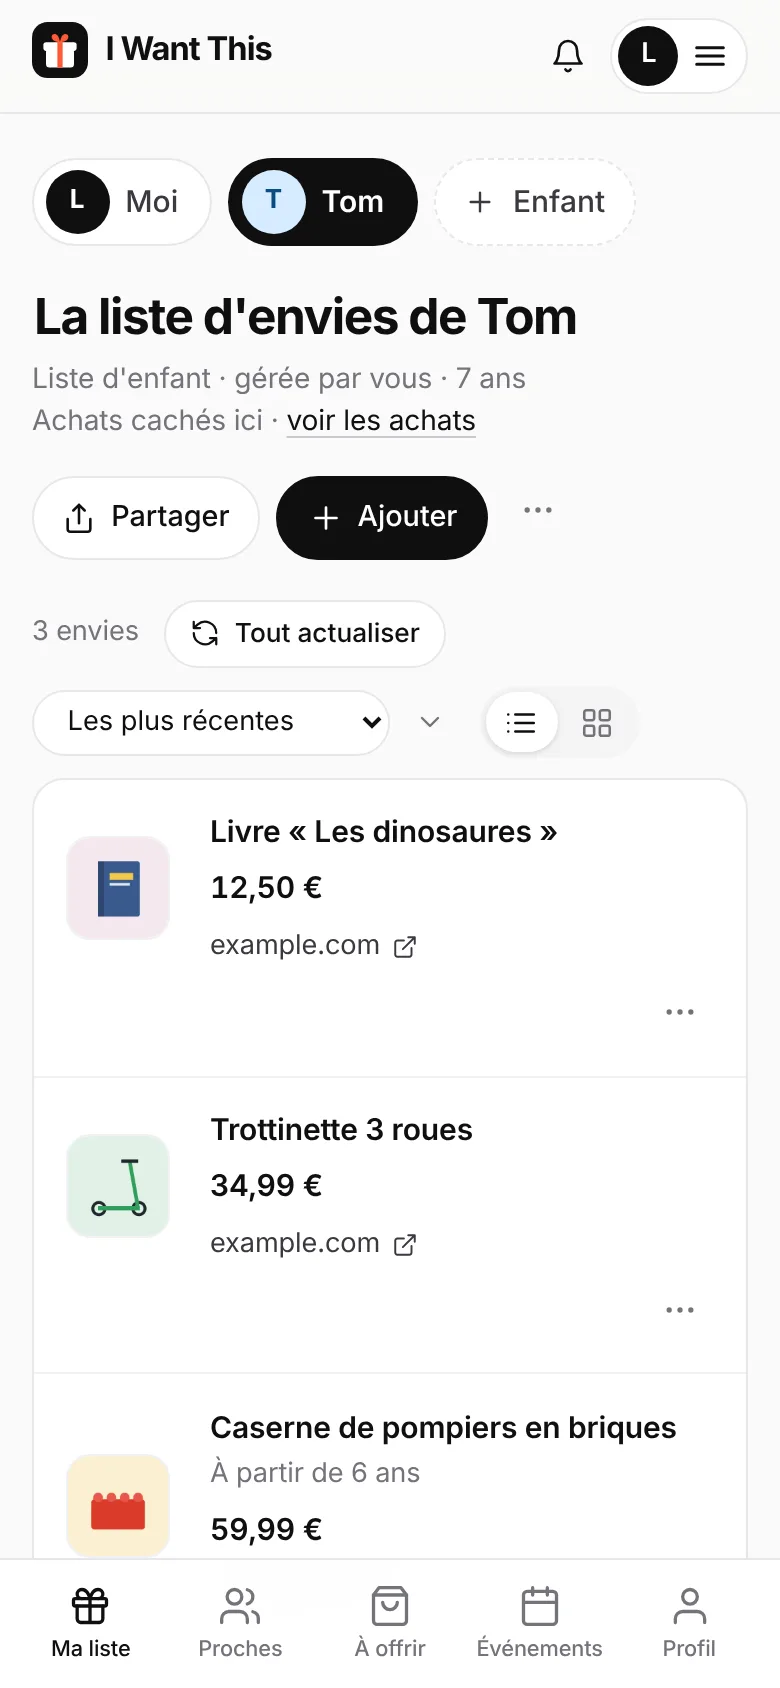 I Want This
L
L
Moi
T
Tom
+ Enfant
La liste d'envies de Tom
Liste d'enfant · gérée par vous · 7 ans
Achats cachés ici · voir les achats
Partager
+ Ajouter
3 envies
Tout actualiser
Les plus récentes
Livre « Les dinosaures »
12,50 €
example.com
Trottinette 3 roues
34,99 €
example.com
Caserne de pompiers en briques
À partir de 6 ans
59,99 €
Ma liste
Proches
À offrir
Événements
Profil